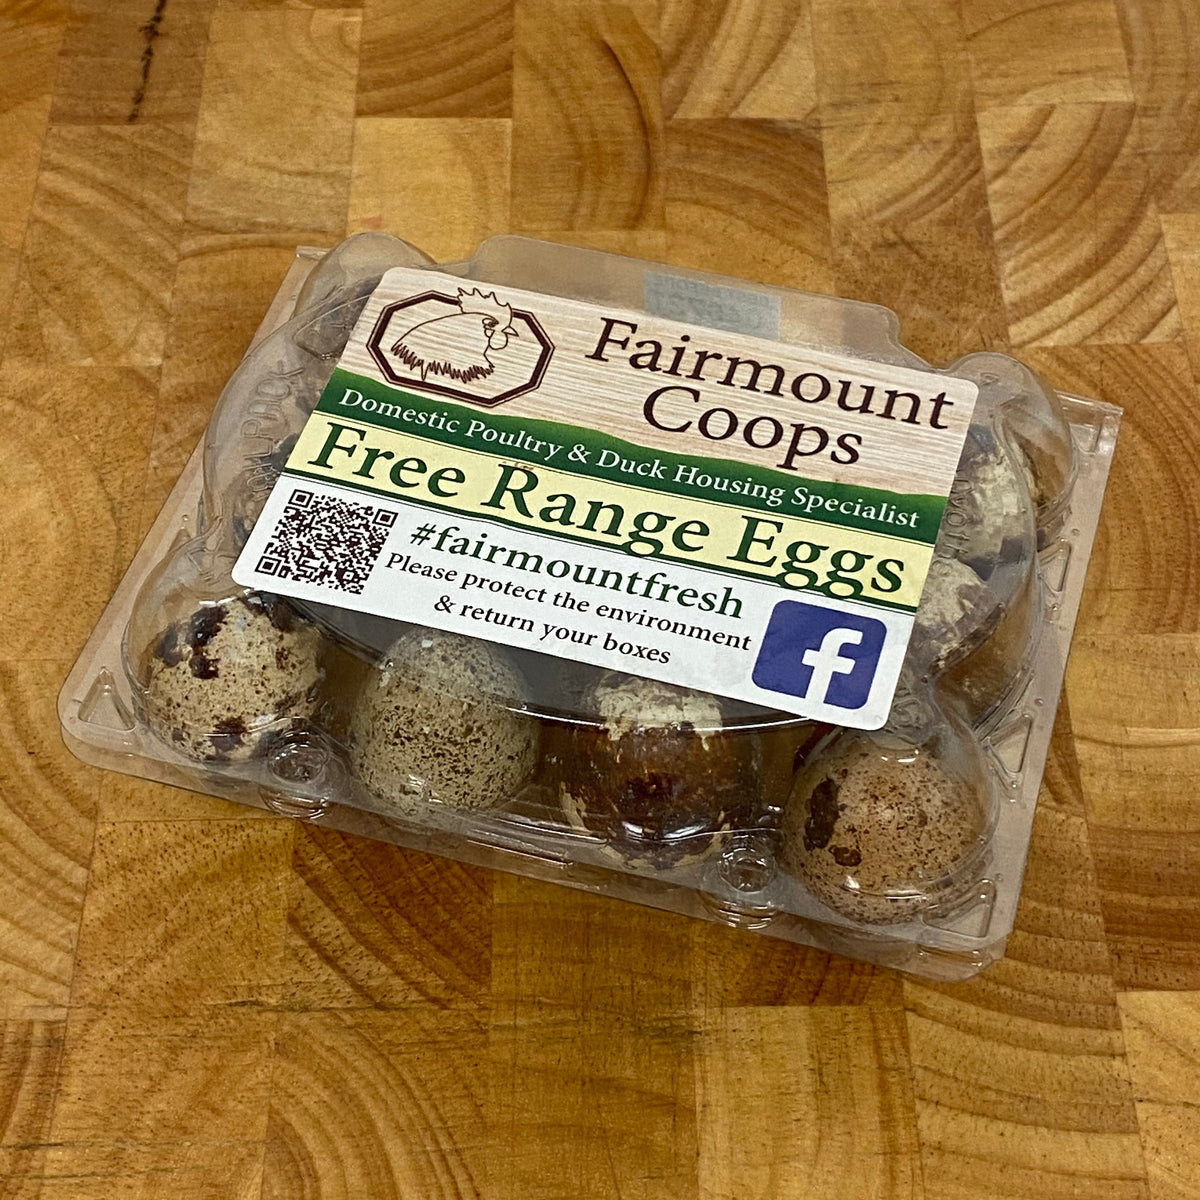 Fairmount
Coops
Domestic Poultry & Duck Housing Specialist
Free Range Eggs
#fairmountfresh
Please protect the environment
& return your boxes
f